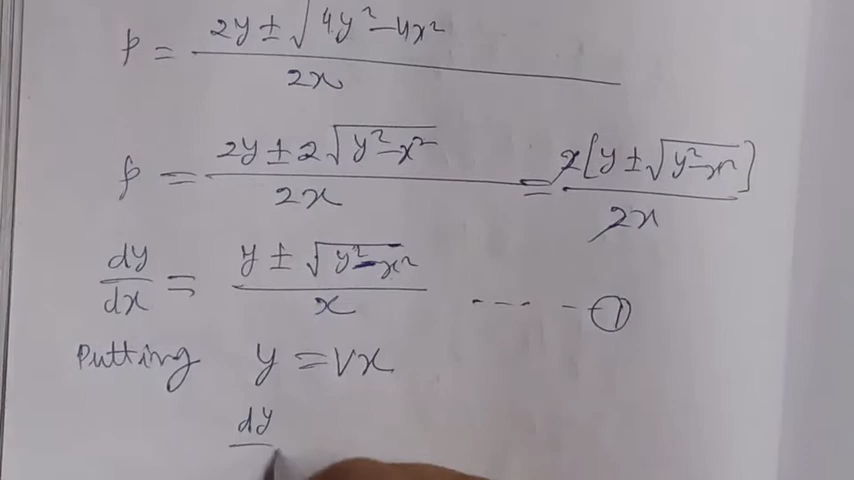 p = (2y ± √(4y² - 4x²)) / 2x
p = (2y ± 2√(y² - x²)) / 2x = 2[y ± √(y² - x²)] / 2x
dy/dx = (y ± √(y² - x²)) / x ---- - ①
Putting y = vx
dy